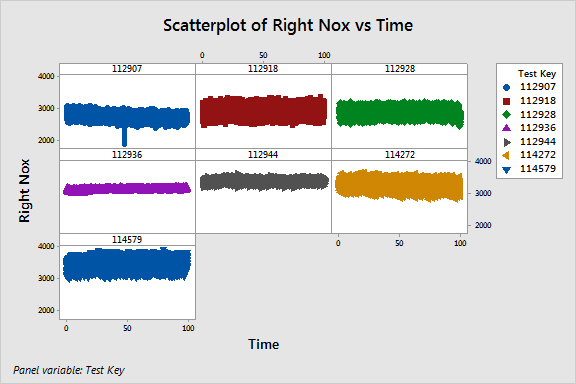 Scatterplot of Right Nox vs Time
0 50 100
112907 112918 112928
4000
3000
2000
112936 112944 114272
4000
3000
2000
114579
0 50 100
4000
3000
2000
0 50 100
Right Nox
Time
Test Key
112907
112918
112928
112936
112944
114272
114579
Panel variable: Test Key